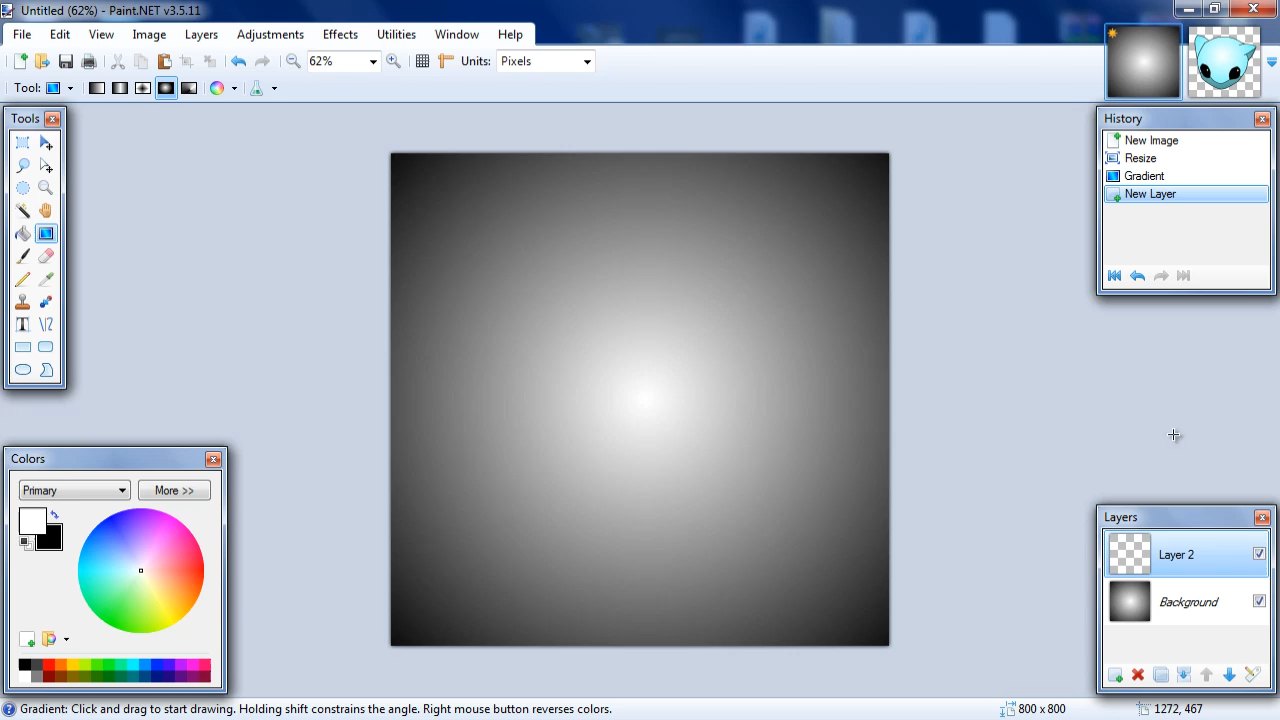 Untitled (62%) - Paint.NET v3.5.11
File Edit View Image Layers Adjustments Effects Utilities Window Help
62% Units: Pixels
Tool:
Tools
History
New Image
Resize
Gradient
New Layer
Colors
Primary More >>
Layers
Layer 2
Background
Gradient: Click and drag to start drawing. Holding shift constrains the angle. Right mouse button reverses colors. 800 x 800 1272, 467